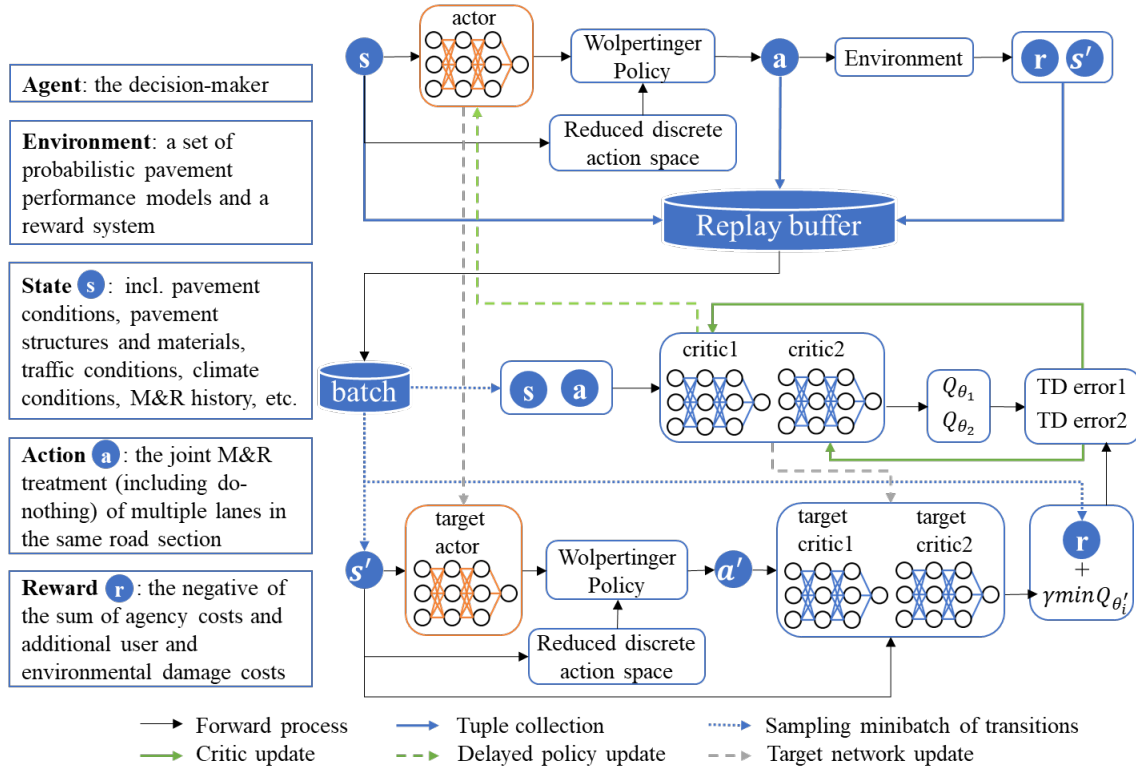 Agent: the decision-maker
Environment: a set of
probabilistic pavement
performance models and a
reward system
State s : incl. pavement
conditions, pavement
structures and materials,
traffic conditions, climate
conditions, M&R history, etc.
Action a : the joint M&R
treatment (including do-
nothing) of multiple lanes in
the same road section
Reward r : the negative of
the sum of agency costs and
additional user and
environmental damage costs
s
actor
Wolpertinger
Policy
a
Environment
r s′
Reduced discrete
action space
Replay buffer
batch
s a
critic1 critic2
Q_θ₁
Q_θ₂
TD error1
TD error2
s′
target
actor
Wolpertinger
Policy
a′
target
critic1
target
critic2
r
+
γminQ_θ′ᵢ
Reduced discrete
action space
Forward process
Tuple collection
Sampling minibatch of transitions
Critic update
Delayed policy update
Target network update